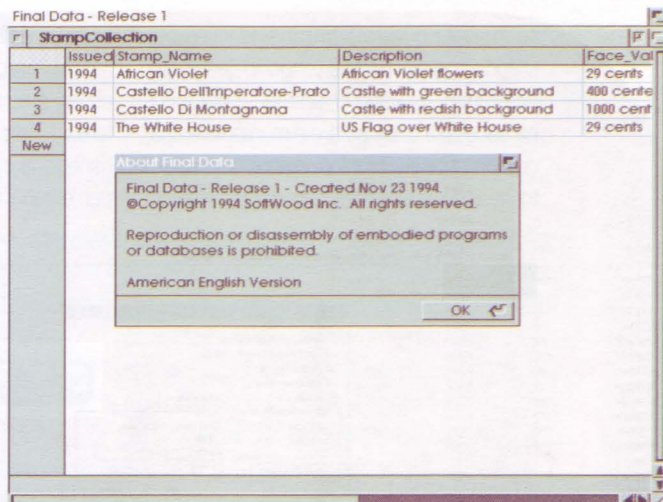 Final Data - Release 1
StampCollection
Issued Stamp_Name Description Face_Val
1 1994 African Violet African Violet flowers 29 cents
2 1994 Castello Dell'Imperatore-Prato Castle with green background 400 cente
3 1994 Castello Di Montagnana Castle with redish background 1000 cent
4 1994 The White House US Flag over White House 29 cents
New
About Final Data
Final Data - Release 1 - Created Nov 23 1994.
©Copyright 1994 SoftWood Inc. All rights reserved.
Reproduction or disassembly of embodied programs
or databases is prohibited.
American English Version
OK